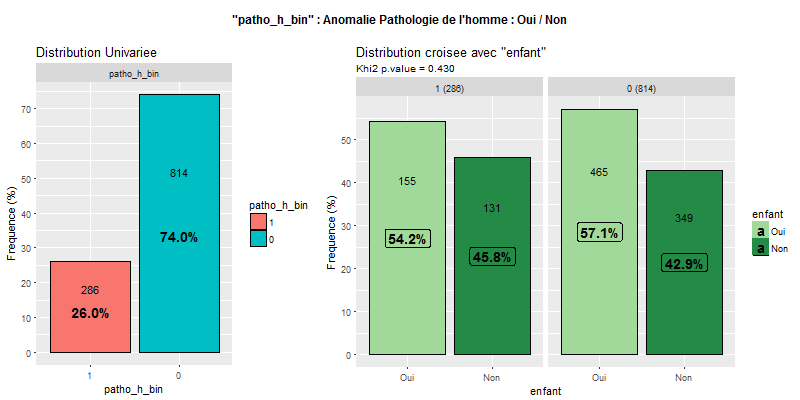 "patho_h_bin" : Anomalie Pathologie de l'homme : Oui / Non
Distribution Univariee
patho_h_bin
Frequence (%)
70
60
50
40
30
20
10
0
814
74.0%
286
26.0%
1
0
patho_h_bin
patho_h_bin
1
0
Distribution croisee avec "enfant"
Khi2 p.value = 0.430
1 (286)
0 (814)
Frequence (%)
50
40
30
20
10
0
155
54.2%
131
45.8%
465
57.1%
349
42.9%
Oui
Non
Oui
Non
enfant
enfant
a Oui
a Non